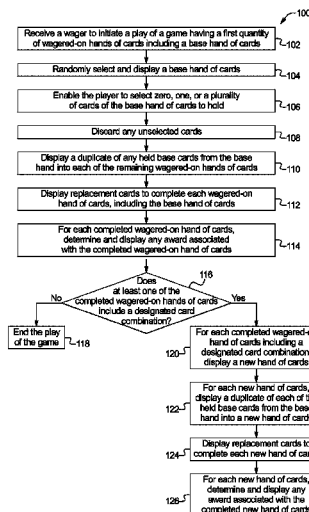 100
Receive a wager to initiate a play of a game having a first quantity
of wagered-on hands of cards including a base hand of cards
102
Randomly select and display a base hand of cards
104
Enable the player to select zero, one, or a plurality
of cards of the base hand of cards to hold
106
Discard any unselected cards
108
Display a duplicate of any held base cards from the base
hand into each of the remaining wagered-on hands of cards
110
Display replacement cards to complete each wagered-on
hand of cards, including the base hand of cards
112
For each completed wagered-on hand of cards,
determine and display any award associated
with the completed wagered-on hand of cards
114
116
Does
at least one of the
completed wagered-on hands of cards
include a designated card
combination?
No
Yes
End the play
of the game
118
For each completed wagered-
hand of cards including a
designated card combination
display a new hand of cards
120
For each new hand of cards,
display a duplicate of each of
held base cards from the base
hand into a new hand of cards
122
Display replacement cards to
complete each new hand of
124
For each new hand of cards,
determine and display any
award associated with the
completed new hand of cards
126